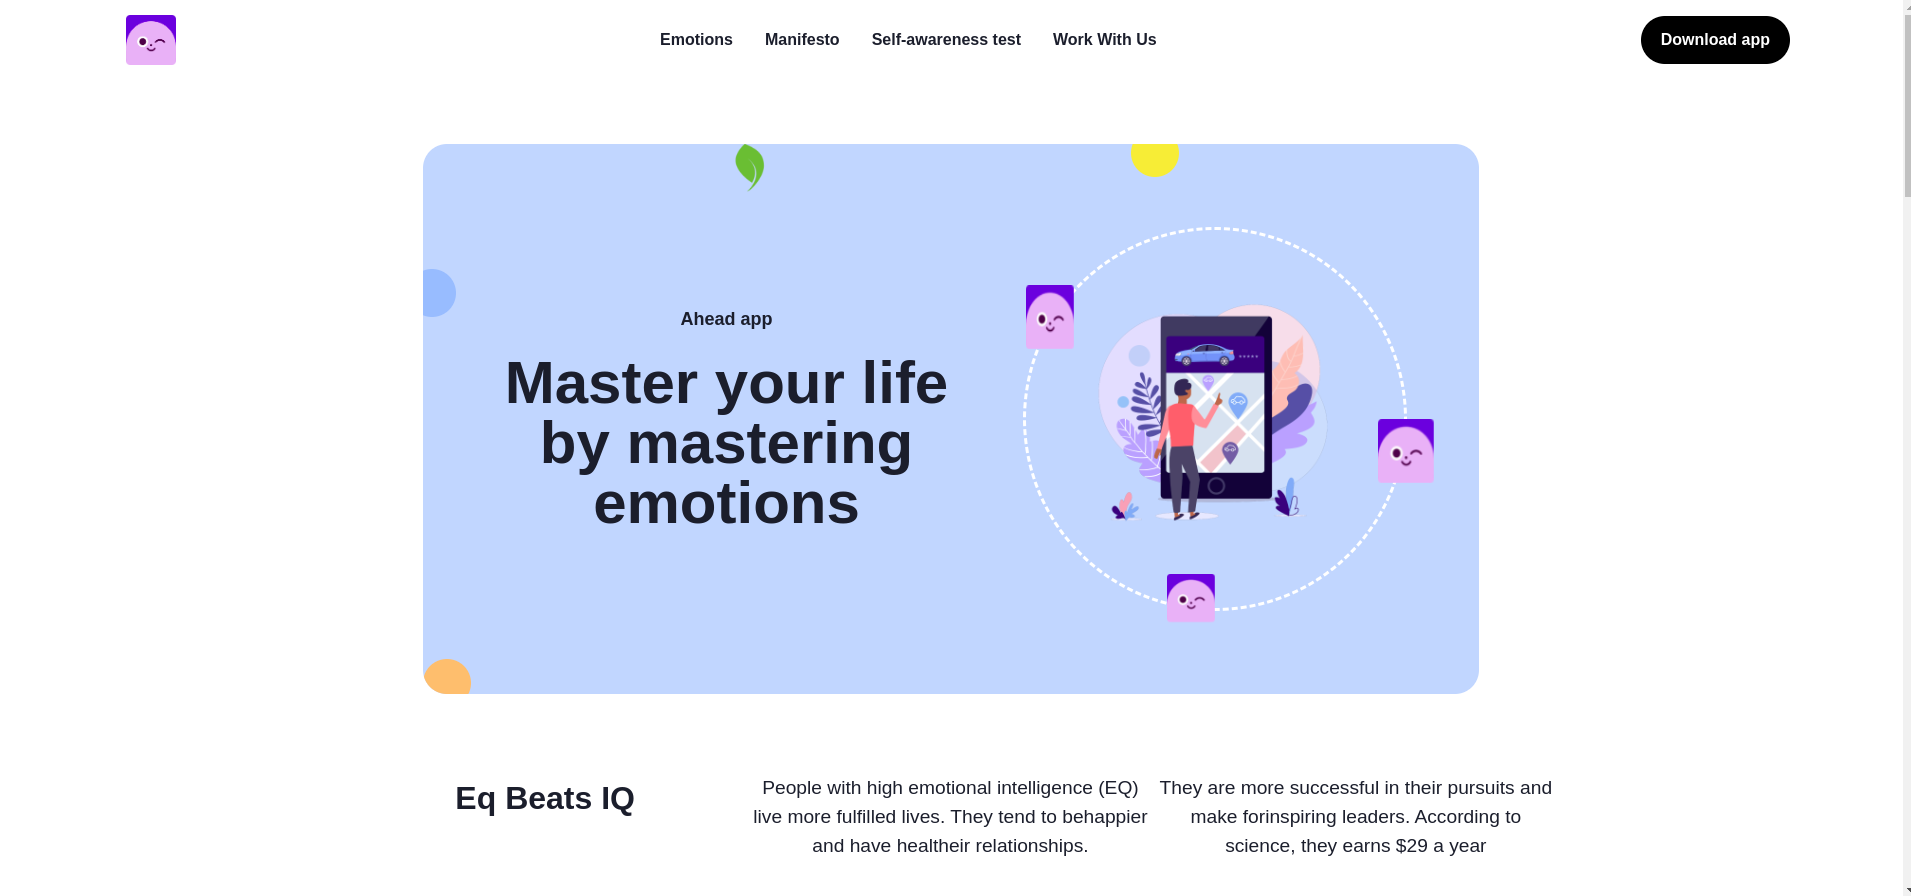 Emotions Manifesto Self-awareness test Work With Us Download app
Ahead app
Master your life
by mastering
emotions
Eq Beats IQ
People with high emotional intelligence (EQ)
live more fulfilled lives. They tend to behappier
and have healtheir relationships.
They are more successful in their pursuits and
make forinspiring leaders. According to
science, they earns $29 a year